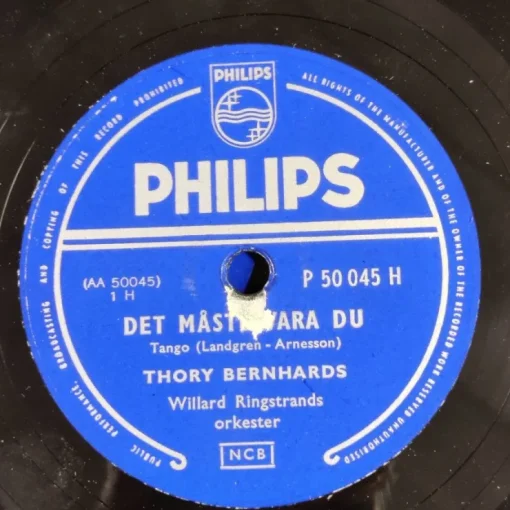 PHILIPS
PHILIPS
ALL RIGHTS OF THE MANUFACTURER AND OF THE OWNER OF THE RECORDED WORK RESERVED UNAUTHORISED
PUBLIC PERFORMANCE, BROADCASTING AND COPYING OF THIS RECORD PROHIBITED
(AA 50045)
1 H
P 50 045 H
DET MÅSTE VARA DU
Tango (Landgren - Arnesson)
THORY BERNHARDS
Willard Ringstrands
orkester
NCB